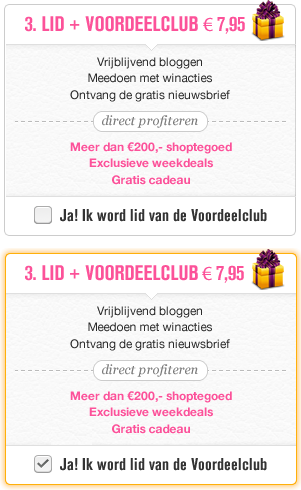 3. LID + VOORDEELCLUB € 7,95
Vrijblijvend bloggen
Meedoen met winacties
Ontvang de gratis nieuwsbrief
direct profiteren
Meer dan €200,- shoptegoed
Exclusieve weekdeals
Gratis cadeau
Ja! Ik word lid van de Voordeelclub
3. LID + VOORDEELCLUB € 7,95
Vrijblijvend bloggen
Meedoen met winacties
Ontvang de gratis nieuwsbrief
direct profiteren
Meer dan €200,- shoptegoed
Exclusieve weekdeals
Gratis cadeau
Ja! Ik word lid van de Voordeelclub